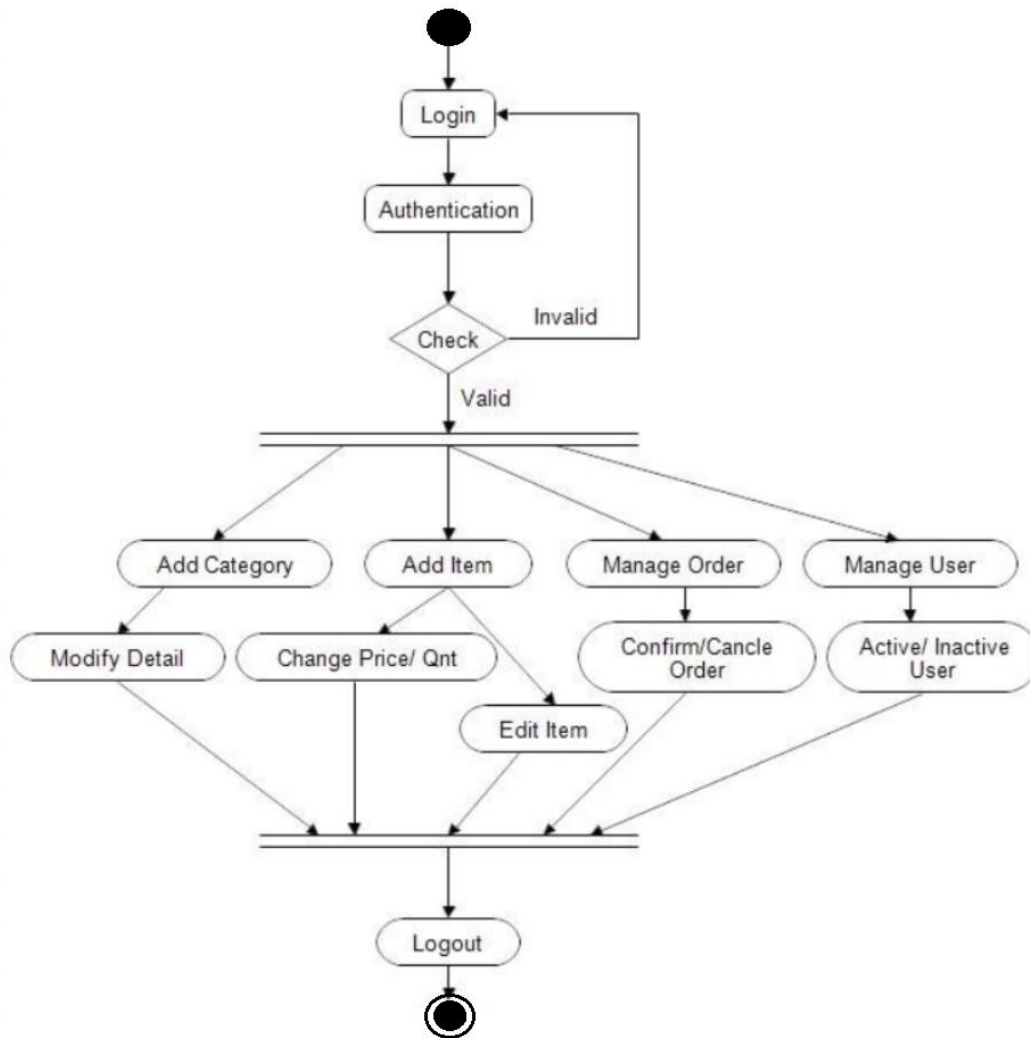 Login
Authentication
Invalid
Check
Valid
Add Category
Add Item
Manage Order
Manage User
Modify Detail
Change Price/ Qnt
Confirm/Cancle
Order
Active/ Inactive
User
Edit Item
Logout